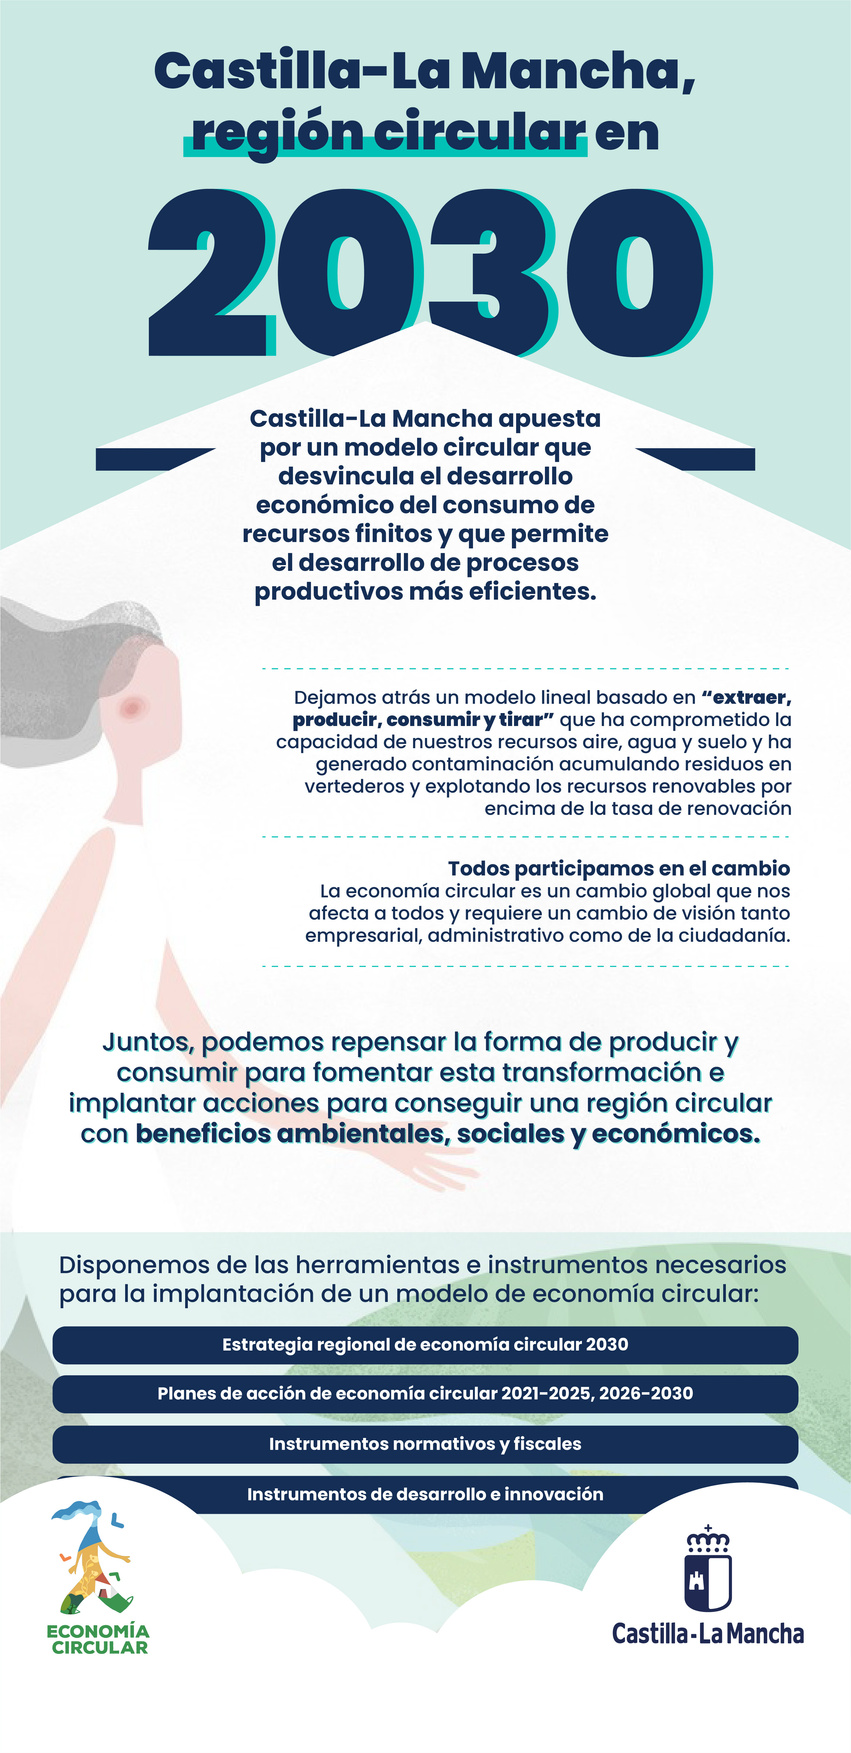 Castilla-La Mancha,
región circular en
2030
Castilla-La Mancha apuesta
por un modelo circular que
desvincula el desarrollo
económico del consumo de
recursos finitos y que permite
el desarrollo de procesos
productivos más eficientes.
Dejamos atrás un modelo lineal basado en “extraer,
producir, consumir y tirar” que ha comprometido la
capacidad de nuestros recursos aire, agua y suelo y ha
generado contaminación acumulando residuos en
vertederos y explotando los recursos renovables por
encima de la tasa de renovación
Todos participamos en el cambio
La economía circular es un cambio global que nos
afecta a todos y requiere un cambio de visión tanto
empresarial, administrativo como de la ciudadanía.
Juntos, podemos repensar la forma de producir y
consumir para fomentar esta transformación e
implantar acciones para conseguir una región circular
con beneficios ambientales, sociales y económicos.
Disponemos de las herramientas e instrumentos necesarios
para la implantación de un modelo de economía circular:
Estrategia regional de economía circular 2030
Planes de acción de economía circular 2021-2025, 2026-2030
Instrumentos normativos y fiscales
Instrumentos de desarrollo e innovación
ECONOMÍA
CIRCULAR
Castilla-La Mancha